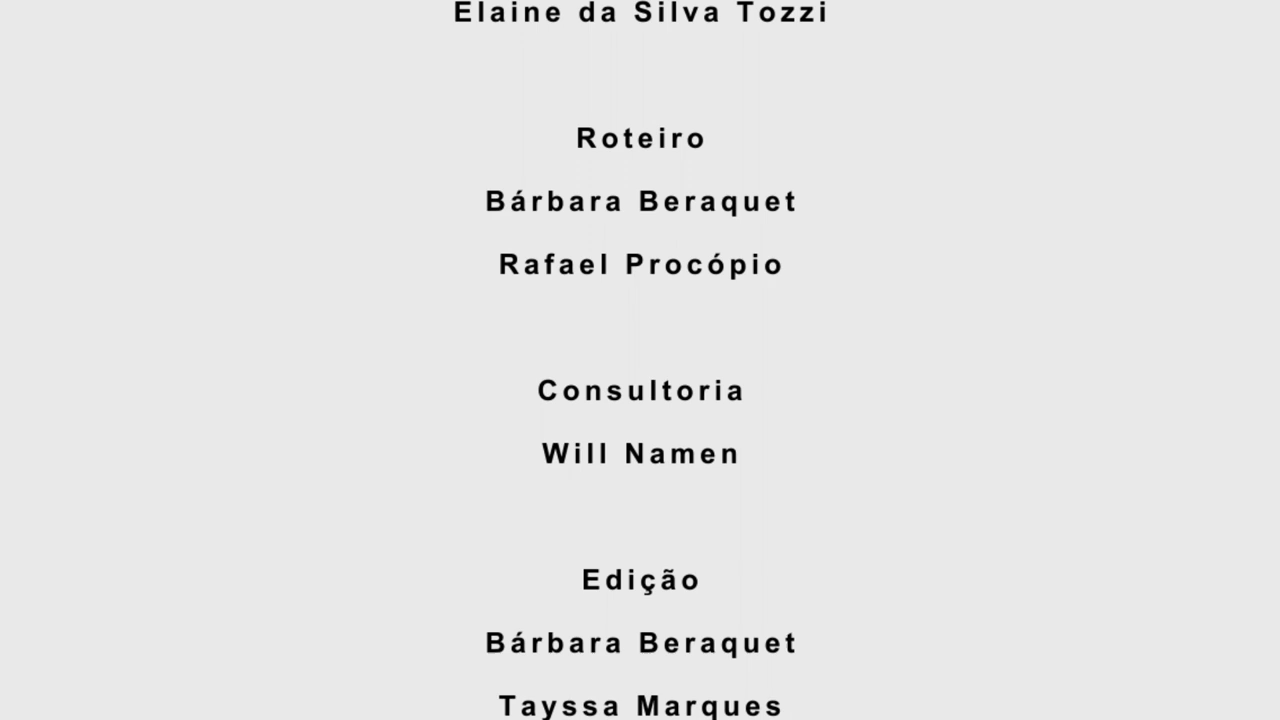 Elaine da Silva Tozzi
Roteiro
Bárbara Beraquet
Rafael Procópio
Consultoria
Will Namen
Edição
Bárbara Beraquet
Tayssa Marques